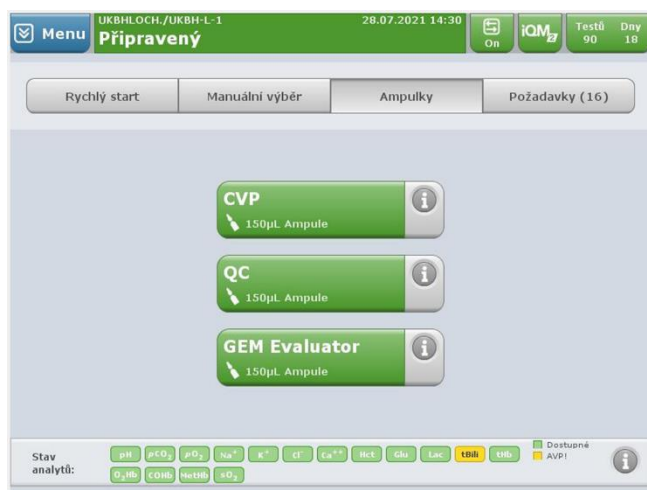 UKBHLOCH./UKBH-L-1 28.07.2021 14:30
Menu Připravený On iQM2 Testů 90 Dny 18
Rychlý start Manuální výběr Ampulky Požadavky (16)
CVP
150µL Ampule
QC
150µL Ampule
GEM Evaluator
150µL Ampule
Stav analytů:
pH pCO₂ pO₂ Na⁺ K⁺ Cl⁻ Ca⁺⁺ Hct Glu Lac tBili tHb
O₂Hb COHb MetHb sO₂
Dostupné
AVP!